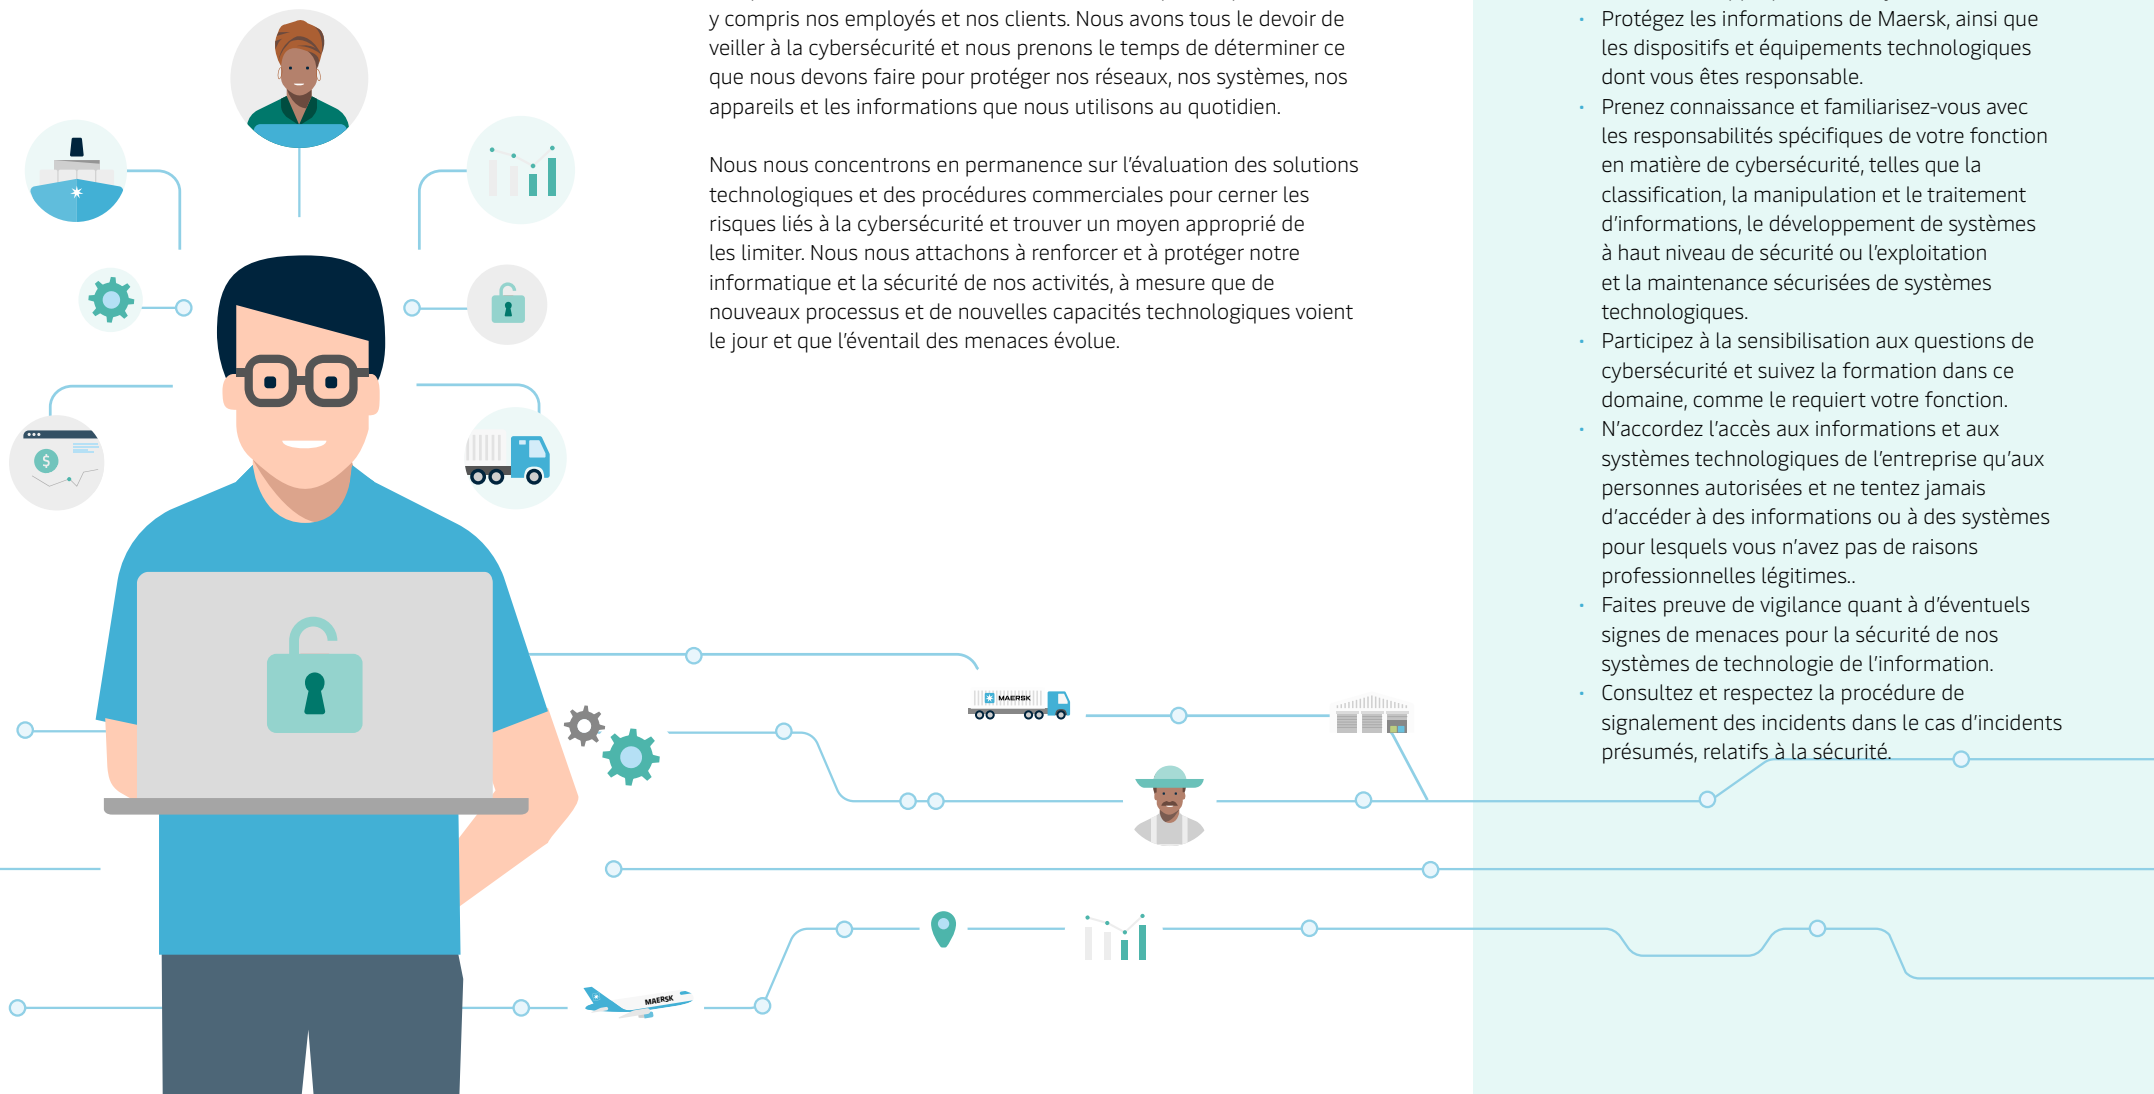 y compris nos employés et nos clients. Nous avons tous le devoir de
veiller à la cybersécurité et nous prenons le temps de déterminer ce
que nous devons faire pour protéger nos réseaux, nos systèmes, nos
appareils et les informations que nous utilisons au quotidien.
Nous nous concentrons en permanence sur l’évaluation des solutions
technologiques et des procédures commerciales pour cerner les
risques liés à la cybersécurité et trouver un moyen approprié de
les limiter. Nous nous attachons à renforcer et à protéger notre
informatique et la sécurité de nos activités, à mesure que de
nouveaux processus et de nouvelles capacités technologiques voient
le jour et que l’éventail des menaces évolue.
· Protégez les informations de Maersk, ainsi que
les dispositifs et équipements technologiques
dont vous êtes responsable.
· Prenez connaissance et familiarisez-vous avec
les responsabilités spécifiques de votre fonction
en matière de cybersécurité, telles que la
classification, la manipulation et le traitement
d’informations, le développement de systèmes
à haut niveau de sécurité ou l’exploitation
et la maintenance sécurisées de systèmes
technologiques.
· Participez à la sensibilisation aux questions de
cybersécurité et suivez la formation dans ce
domaine, comme le requiert votre fonction.
· N’accordez l’accès aux informations et aux
systèmes technologiques de l’entreprise qu’aux
personnes autorisées et ne tentez jamais
d’accéder à des informations ou à des systèmes
pour lesquels vous n’avez pas de raisons
professionnelles légitimes..
· Faites preuve de vigilance quant à d’éventuels
signes de menaces pour la sécurité de nos
systèmes de technologie de l’information.
· Consultez et respectez la procédure de
signalement des incidents dans le cas d’incidents
présumés, relatifs à la sécurité.
$
MAERSK
MAERSK